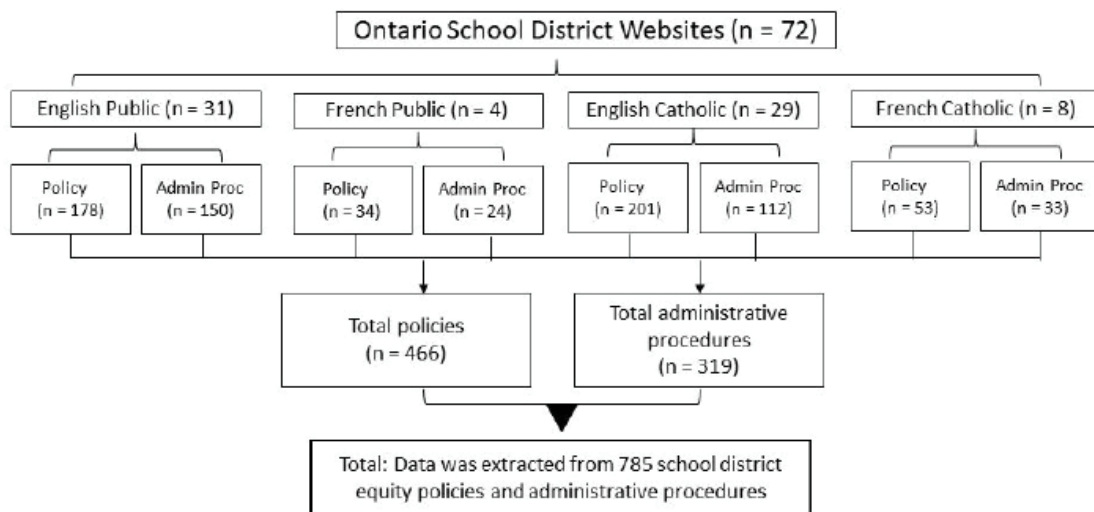 Ontario School District Websites (n = 72)
English Public (n = 31)
French Public (n = 4)
English Catholic (n = 29)
French Catholic (n = 8)
Policy
(n = 178)
Admin Proc
(n = 150)
Policy
(n = 34)
Admin Proc
(n = 24)
Policy
(n = 201)
Admin Proc
(n = 112)
Policy
(n = 53)
Admin Proc
(n = 33)
Total policies
(n = 466)
Total administrative
procedures
(n = 319)
Total: Data was extracted from 785 school district
equity policies and administrative procedures